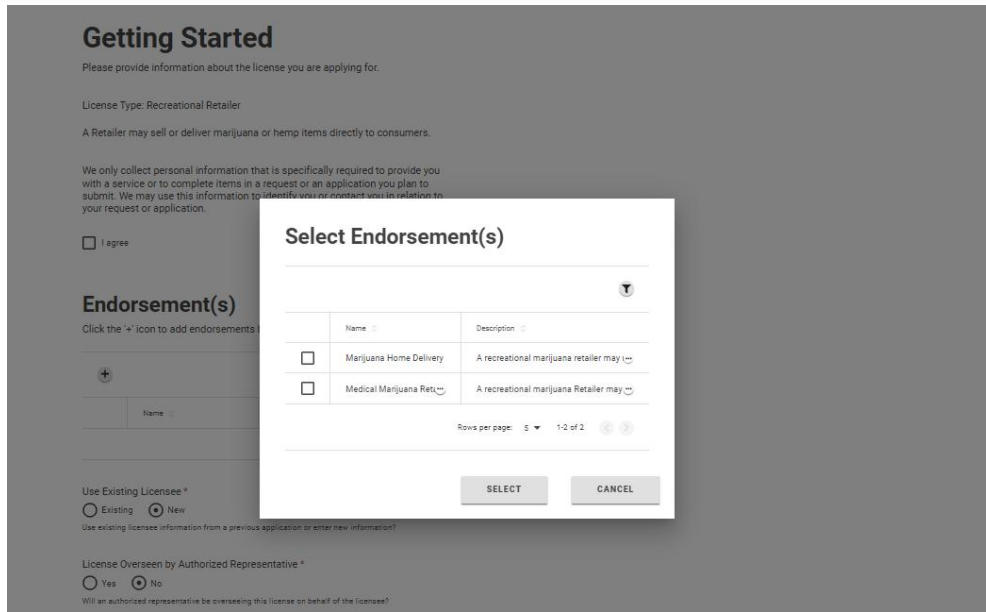 Getting Started
Please provide information about the license you are applying for.
License Type: Recreational Retailer
A Retailer may sell or deliver marijuana or hemp items directly to consumers.
We only collect personal information that is specifically required to provide you
with a service or to complete items in a request or an application you plan to
submit. We may use this information to identify you or contact you in relation to
your request or application.
I agree
Endorsement(s)
Click the '+' icon to add endorsements
Name
Use Existing Licensee *
Existing New
Use existing licensee information from a previous application or enter new information?
License Overseen by Authorized Representative *
Yes No
Will an authorized representative be overseeing this license on behalf of the licensee?
Select Endorsement(s)
Name Description
Marijuana Home Delivery A recreational marijuana retailer may
Medical Marijuana A recreational marijuana Retailer may
Rows per page: 5 1-2 of 2
SELECT CANCEL